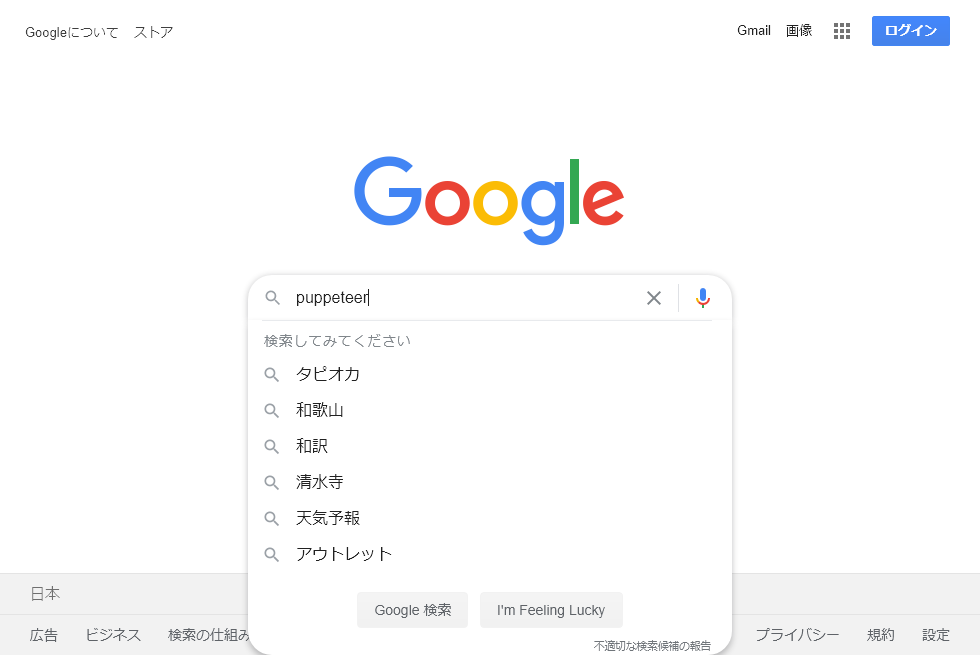 Googleについて ストア Gmail 画像 ログイン
Google
puppeteer
検索してみてください
タピオカ
和歌山
和訳
清水寺
天気予報
アウトレット
Google 検索 I'm Feeling Lucky
不適切な検索候補の報告
日本
広告 ビジネス 検索の仕組み プライバシー 規約 設定